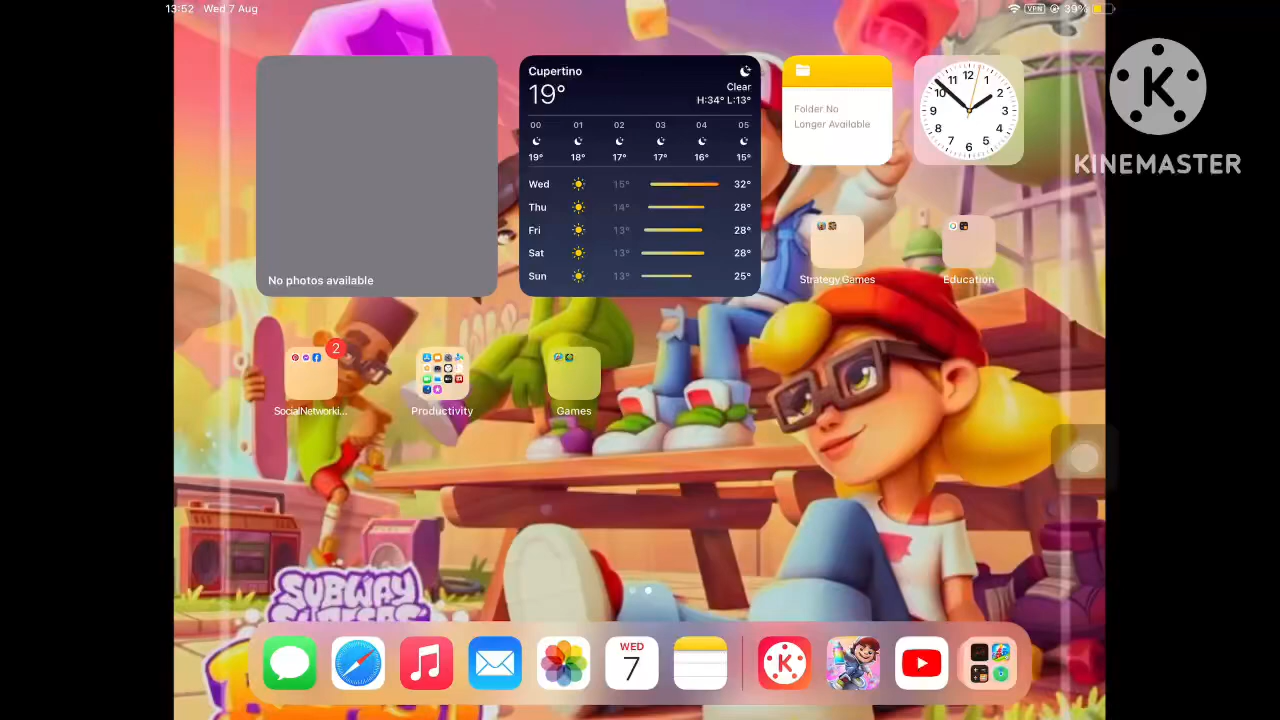 13:52 Wed 7 Aug
VPN 39%
No photos available
Cupertino
19°
Clear
H:34° L:13°
00 01 02 03 04 05
19° 18° 17° 17° 16° 15°
Wed 15° 32°
Thu 14° 28°
Fri 13° 28°
Sat 13° 28°
Sun 13° 25°
Folder No
Longer Available
12 1 2 3 4 5 6 7 8 9 10 11
K
KINEMASTER
Strategy Games
Education
2
SocialNetworki...
Productivity
Games
SUBWAY
SURFERS
WED
7
K